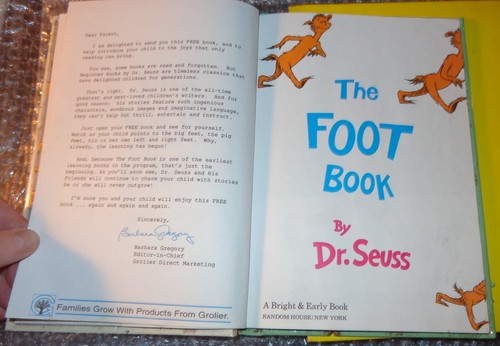 Dear Parent,
I am delighted to send you this FREE book, and to
help introduce your child to the joys that only
reading can bring.
You see, some books are read and forgotten. But
Beginner Books by Dr. Seuss are timeless classics that
have delighted children for generations.
That's right. Dr. Seuss is one of the all-time
greatest and best-loved children's writers. And for
good reason: his stories feature such ingenious
characters, wondrous images and imaginative language,
they can't help but thrill, entertain and instruct.
Just open your FREE book and see for yourself.
Watch as your child points to the big feet, the pig
feet, his or her own left and right feet. Why,
already, the learning has begun!
And, because The Foot Book is one of the earliest
learning books in the program, that's just the
beginning. As you'll soon see, Dr. Seuss and His
Friends will continue to charm your child with stories
he or she will never outgrow!
I'm sure you and your child will enjoy this FREE
book ... again and again and again.
Sincerely,
Barbara Gregory
Barbara Gregory
Editor-in-Chief
Grolier Direct Marketing
Families Grow With Products From Grolier.
The
FOOT
BOOK
By
Dr. Seuss
A Bright & Early Book
RANDOM HOUSE/NEW YORK